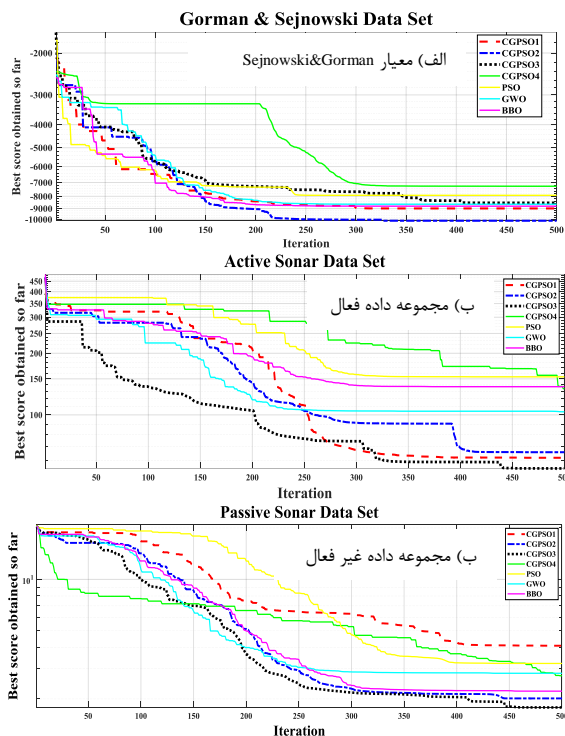 Gorman & Sejnowski Data Set
الف) معیار Sejnowski&Gorman
Best score obtained so far
-2000
-3000
-4000
-5000
-6000
-7000
-8000
-9000
-10000
CGPSO1
CGPSO2
CGPSO3
CGPSO4
PSO
GWO
BBO
50 100 150 200 250 300 350 400 450 500
Iteration
Active Sonar Data Set
ب) مجموعه داده فعال
Best score obtained so far
450
400
350
300
250
200
150
100
CGPSO1
CGPSO2
CGPSO3
CGPSO4
PSO
GWO
BBO
50 100 150 200 250 300 350 400 450 500
Iteration
Passive Sonar Data Set
ب) مجموعه داده غیر فعال
Best score obtained so far
10¹
CGPSO1
CGPSO2
CGPSO3
CGPSO4
PSO
GWO
BBO
50 100 150 200 250 300 350 400 450 500
Iteration